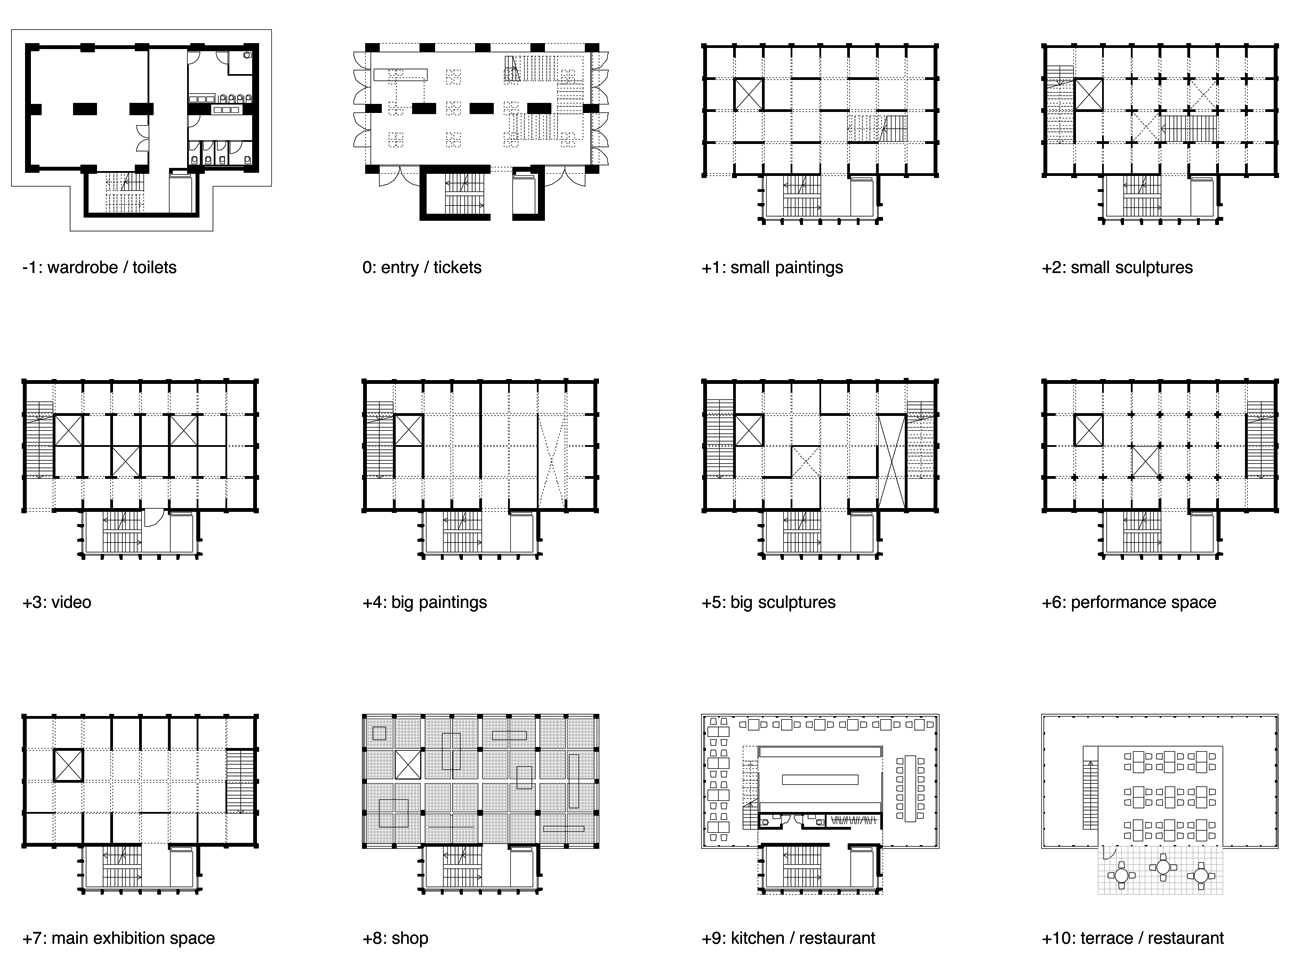 -1: wardrobe / toilets
0: entry / tickets
+1: small paintings
+2: small sculptures
+3: video
+4: big paintings
+5: big sculptures
+6: performance space
+7: main exhibition space
+8: shop
+9: kitchen / restaurant
+10: terrace / restaurant